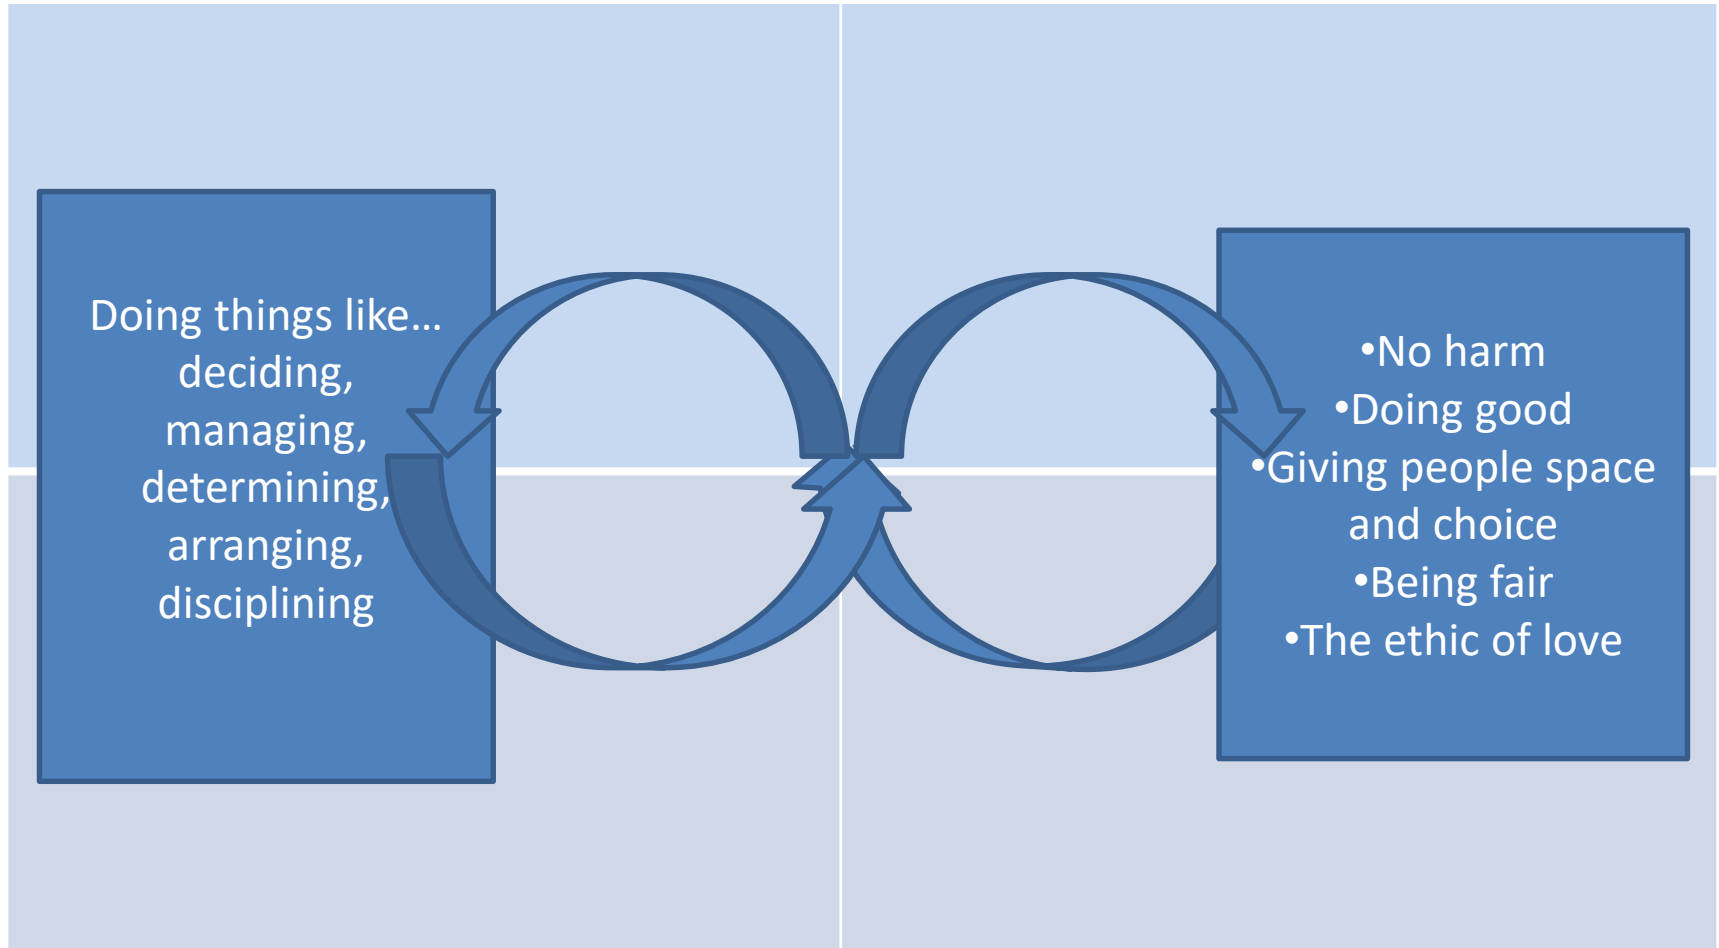 Doing things like…
deciding,
managing,
determining,
arranging,
disciplining
•No harm
•Doing good
•Giving people space
and choice
•Being fair
•The ethic of love